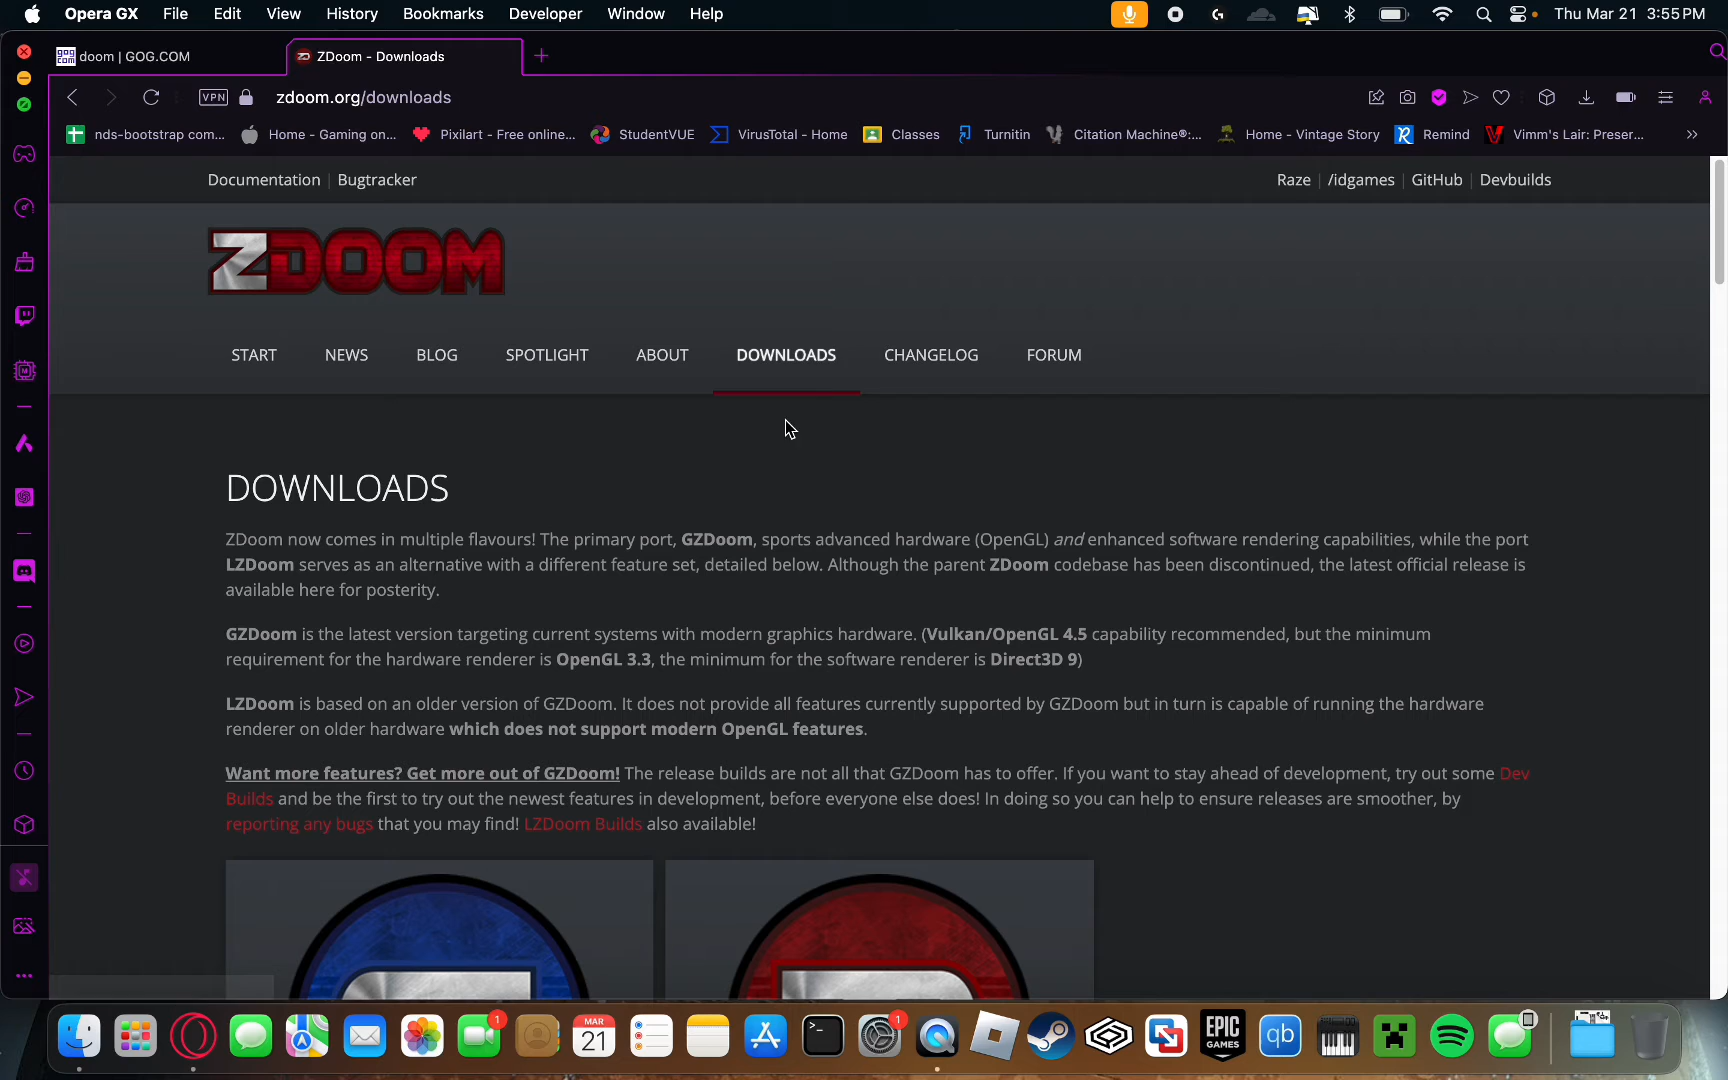 Opera GX File Edit View History Bookmarks Developer Window Help Thu Mar 21 3:55 PM
doom | GOG.COM ZDoom - Downloads
VPN zdoom.org/downloads
nds-bootstrap com... Home - Gaming on... Pixilart - Free online... StudentVUE VirusTotal - Home Classes Turnitin Citation Machine®:... Home - Vintage Story Remind Vimm's Lair: Preser...
Documentation | Bugtracker Raze | /idgames | GitHub | Devbuilds
ZDOOM
START NEWS BLOG SPOTLIGHT ABOUT DOWNLOADS CHANGELOG FORUM
DOWNLOADS
ZDoom now comes in multiple flavours! The primary port, GZDoom, sports advanced hardware (OpenGL) and enhanced software rendering capabilities, while the port
LZDoom serves as an alternative with a different feature set, detailed below. Although the parent ZDoom codebase has been discontinued, the latest official release is
available here for posterity.
GZDoom is the latest version targeting current systems with modern graphics hardware. (Vulkan/OpenGL 4.5 capability recommended, but the minimum
requirement for the hardware renderer is OpenGL 3.3, the minimum for the software renderer is Direct3D 9)
LZDoom is based on an older version of GZDoom. It does not provide all features currently supported by GZDoom but in turn is capable of running the hardware
renderer on older hardware which does not support modern OpenGL features.
Want more features? Get more out of GZDoom! The release builds are not all that GZDoom has to offer. If you want to stay ahead of development, try out some Dev
Builds and be the first to try out the newest features in development, before everyone else does! In doing so you can help to ensure releases are smoother, by
reporting any bugs that you may find! LZDoom Builds also available!
1 MAR 21 1 EPIC GAMES qb